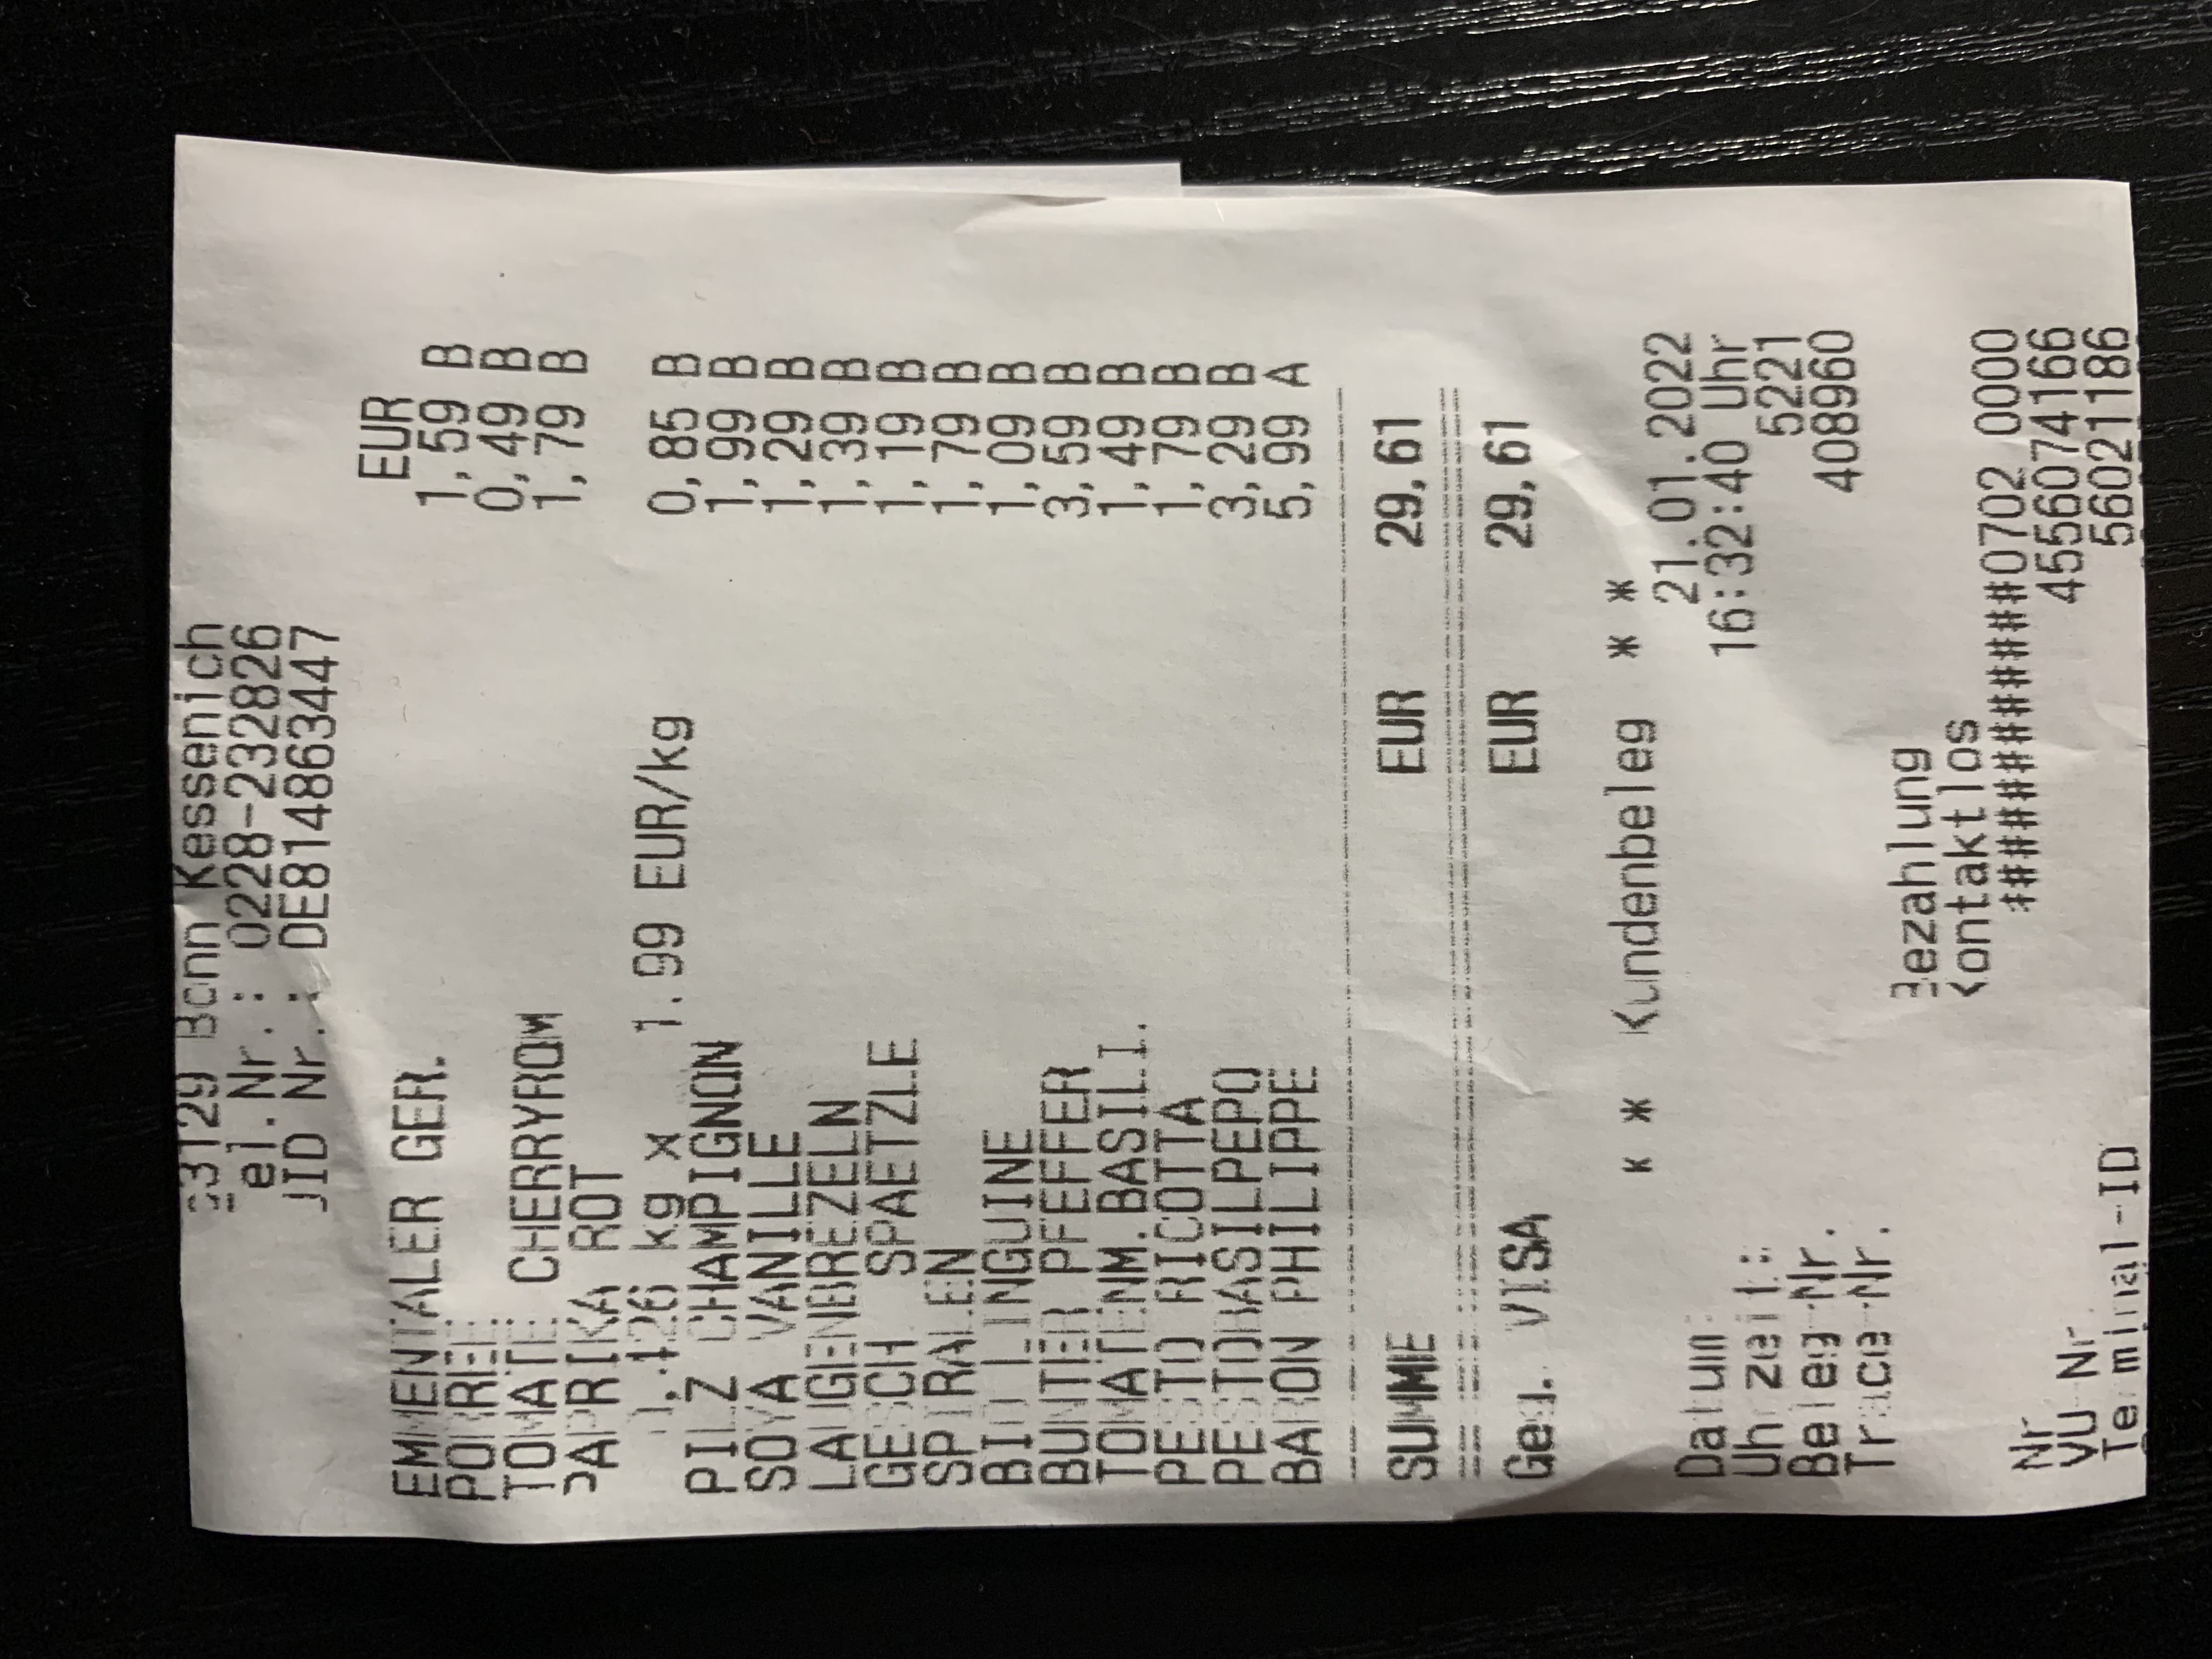 53129 Bonn Kessenich
Tel.Nr.: 0228-232826
UID Nr.: DE814863447
EUR
EMMENTALER GER. 1,59 B
PORREE 0,49 B
TOMATE CHERRYROM 1,79 B
PAPRIKA ROT
0,426 kg x 1.99 EUR/kg 0,85 B
PILZ CHAMPIGNON 1,99 B
SOYA VANILLE 1,29 B
LAUGENBREZELN 1,39 B
GESCH. SPAETZLE 1,19 B
SPIRALEN 1,79 B
BIO LINGUINE 1,09 B
BUNTER PFEFFER 3,59 B
TOMATENM.BASILI. 1,49 B
PESTO RICOTTA 1,79 B
PESTOBASILPEPO 3,29 B
BARON PHILIPPE 5,99 A
SUMME EUR 29,61
Geg. VISA EUR 29,61
* * Kundenbeleg * *
Datum: 21.01.2022
Uhrzeit: 16:32:40 Uhr
Beleg-Nr. 5221
Trace-Nr. 408960
Bezahlung
Kontaktlos
Nr. ############0702 0000
VU Nr. 4556074166
Terminal-ID 56021186